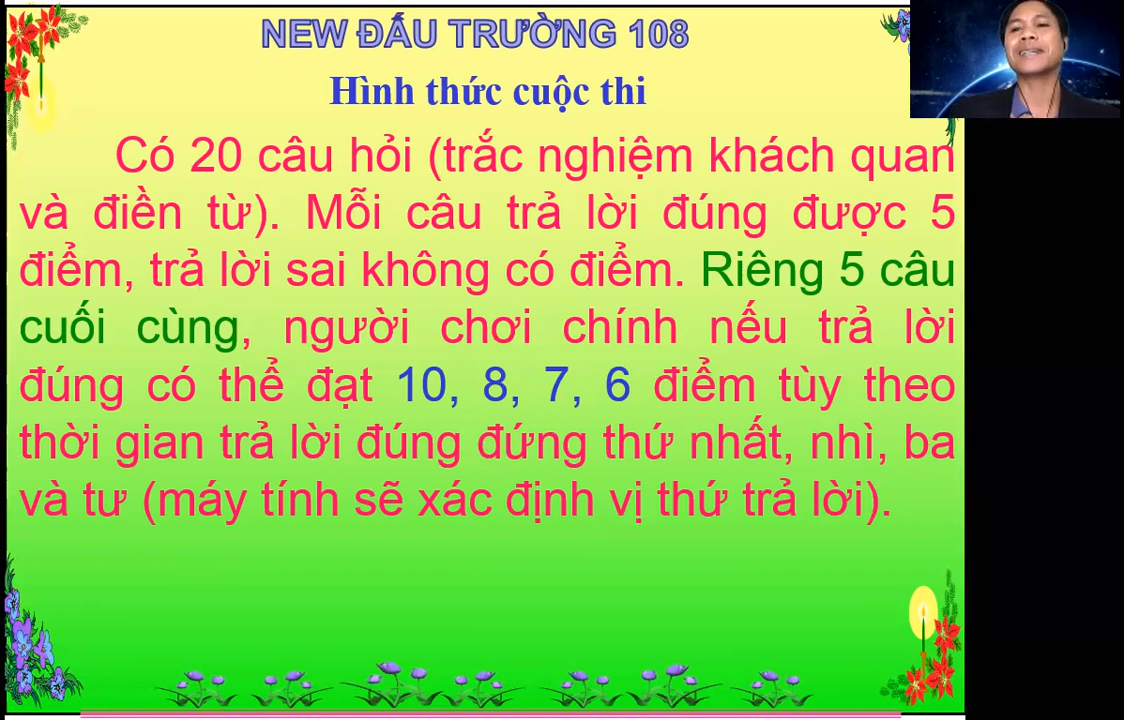 NEW ĐẤU TRƯỜNG 108
Hình thức cuộc thi
Có 20 câu hỏi (trắc nghiệm khách quan
và điền từ). Mỗi câu trả lời đúng được 5
điểm, trả lời sai không có điểm. Riêng 5 câu
cuối cùng, người chơi chính nếu trả lời
đúng có thể đạt 10, 8, 7, 6 điểm tùy theo
thời gian trả lời đúng đứng thứ nhất, nhì, ba
và tư (máy tính sẽ xác định vị thứ trả lời).